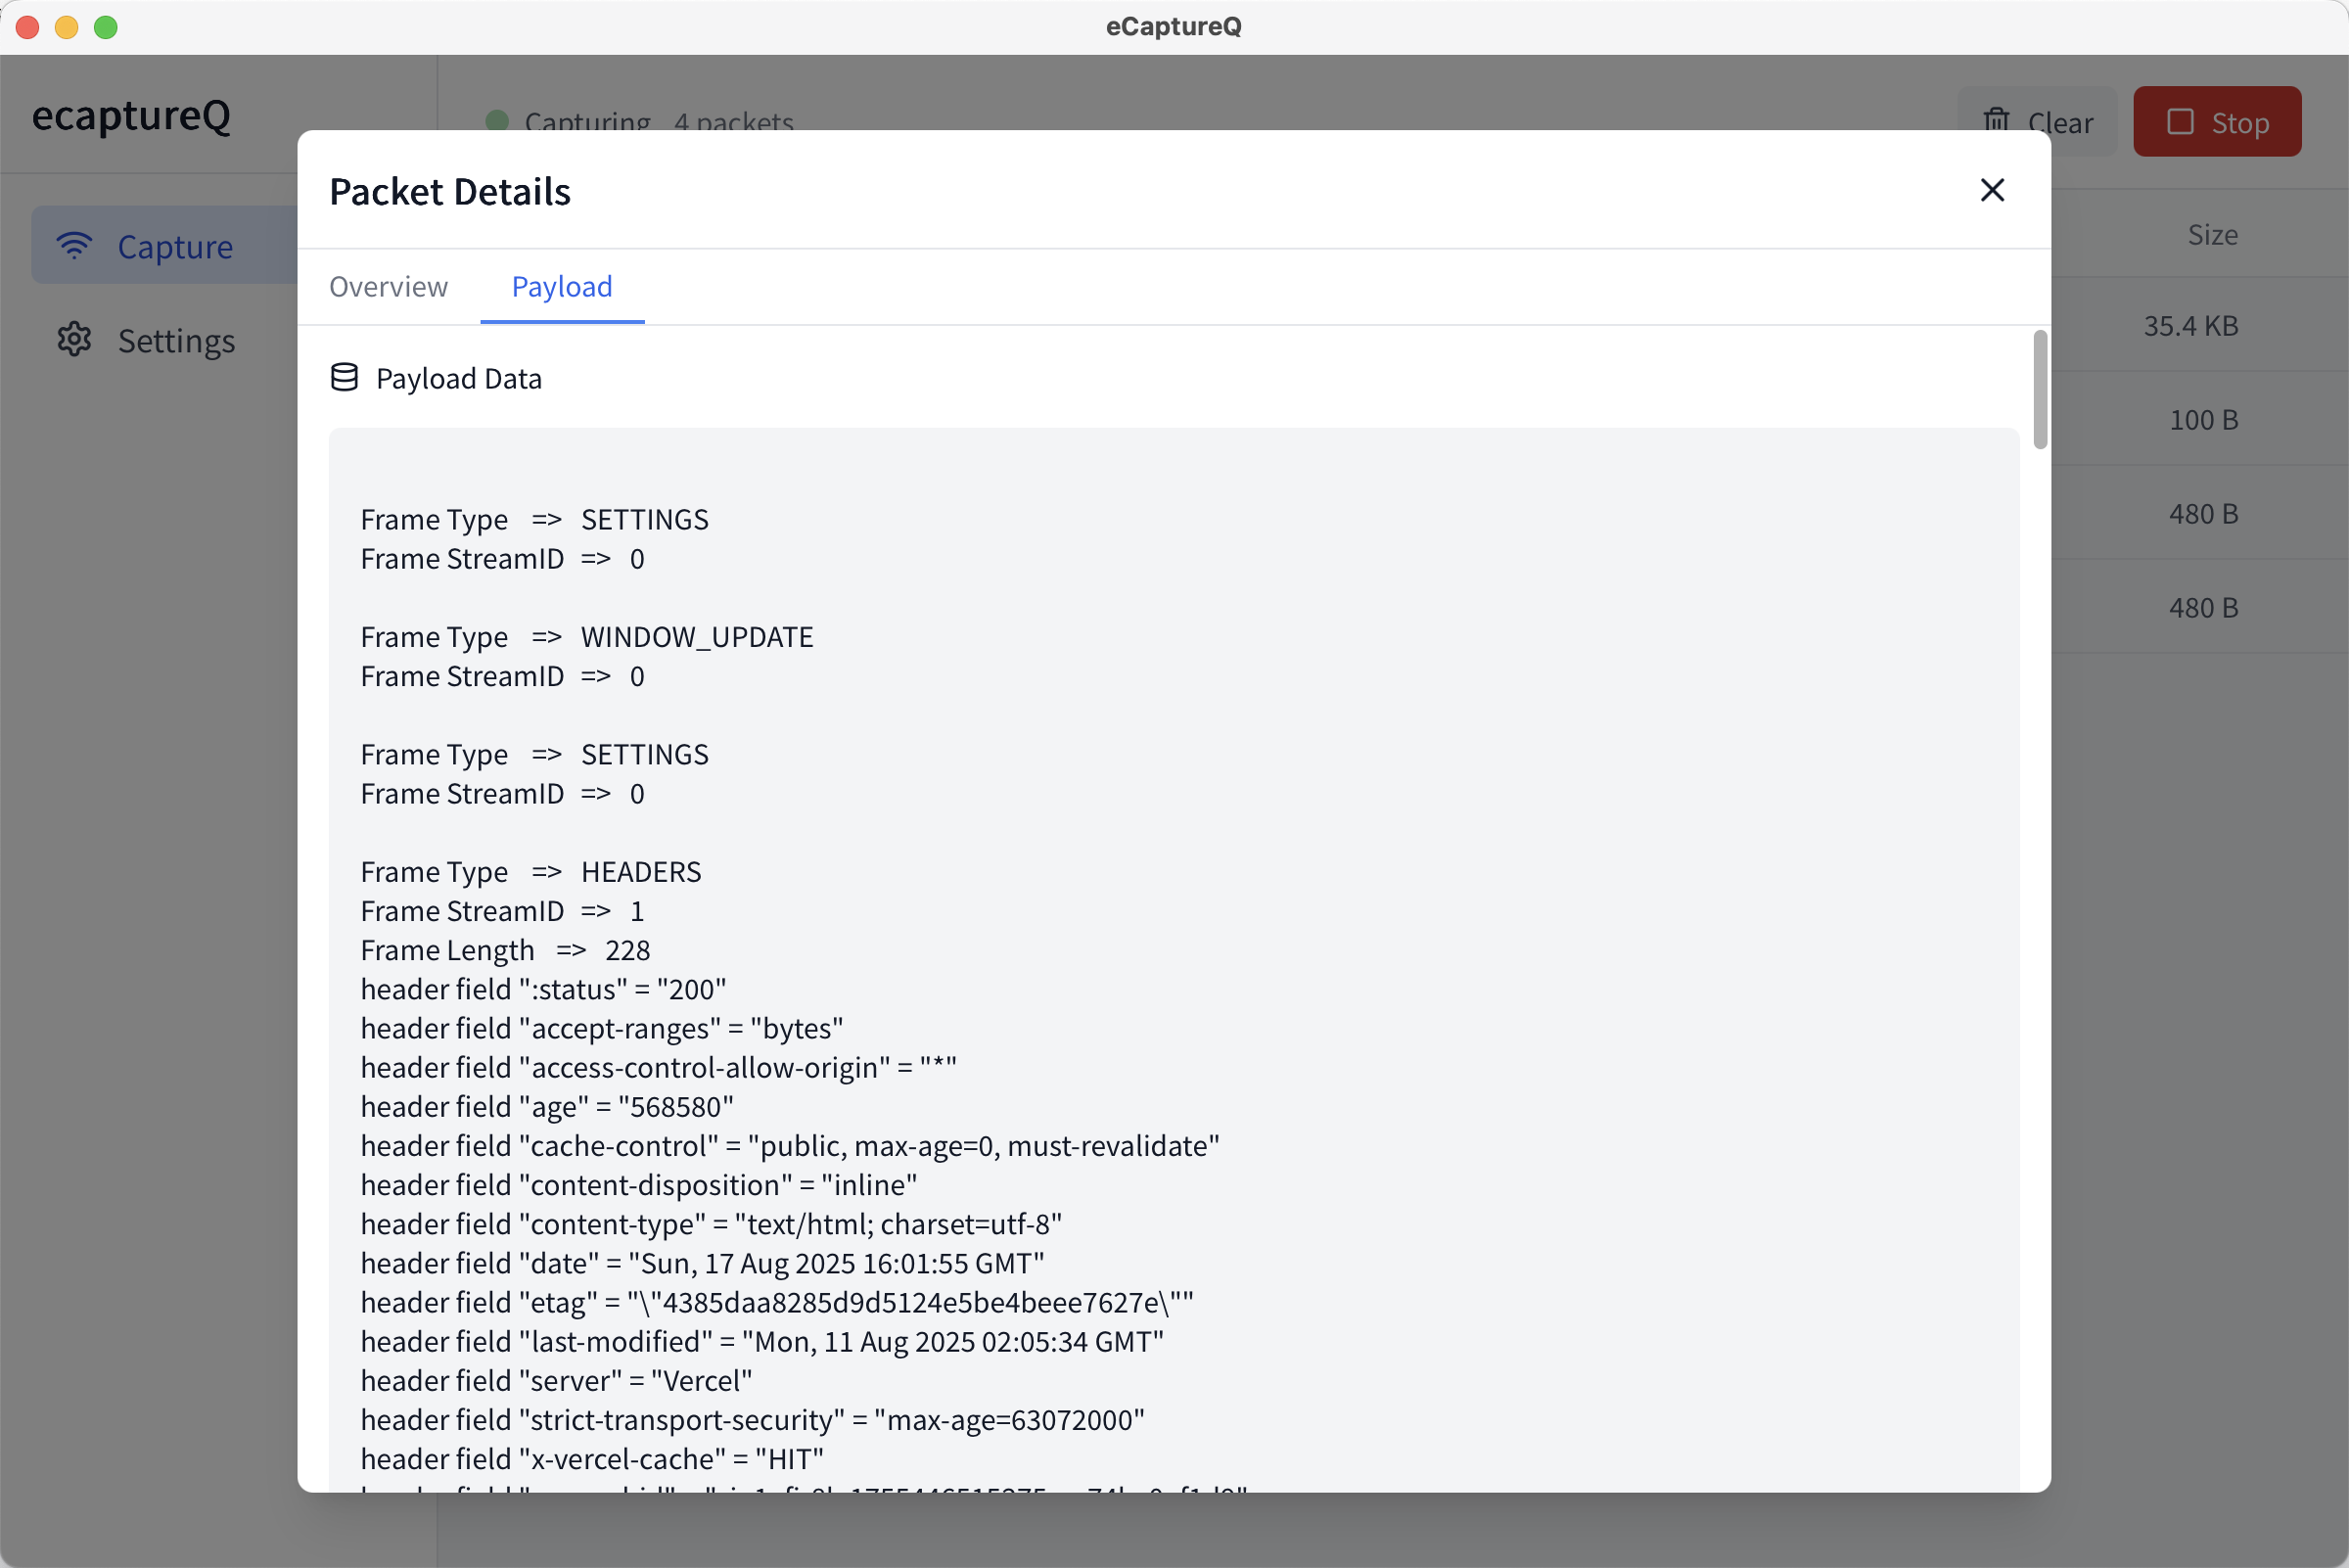 eCaptureQ
ecaptureQ
Capturing 4 packets
Clear
Stop
Capture
Settings
Size
35.4 KB
100 B
480 B
480 B
Packet Details
Overview Payload
Payload Data
Frame Type => SETTINGS
Frame StreamID => 0
Frame Type => WINDOW_UPDATE
Frame StreamID => 0
Frame Type => SETTINGS
Frame StreamID => 0
Frame Type => HEADERS
Frame StreamID => 1
Frame Length => 228
header field ":status" = "200"
header field "accept-ranges" = "bytes"
header field "access-control-allow-origin" = "*"
header field "age" = "568580"
header field "cache-control" = "public, max-age=0, must-revalidate"
header field "content-disposition" = "inline"
header field "content-type" = "text/html; charset=utf-8"
header field "date" = "Sun, 17 Aug 2025 16:01:55 GMT"
header field "etag" = "\"4385daa8285d9d5124e5be4beee7627e\""
header field "last-modified" = "Mon, 11 Aug 2025 02:05:34 GMT"
header field "server" = "Vercel"
header field "strict-transport-security" = "max-age=63072000"
header field "x-vercel-cache" = "HIT"
header field